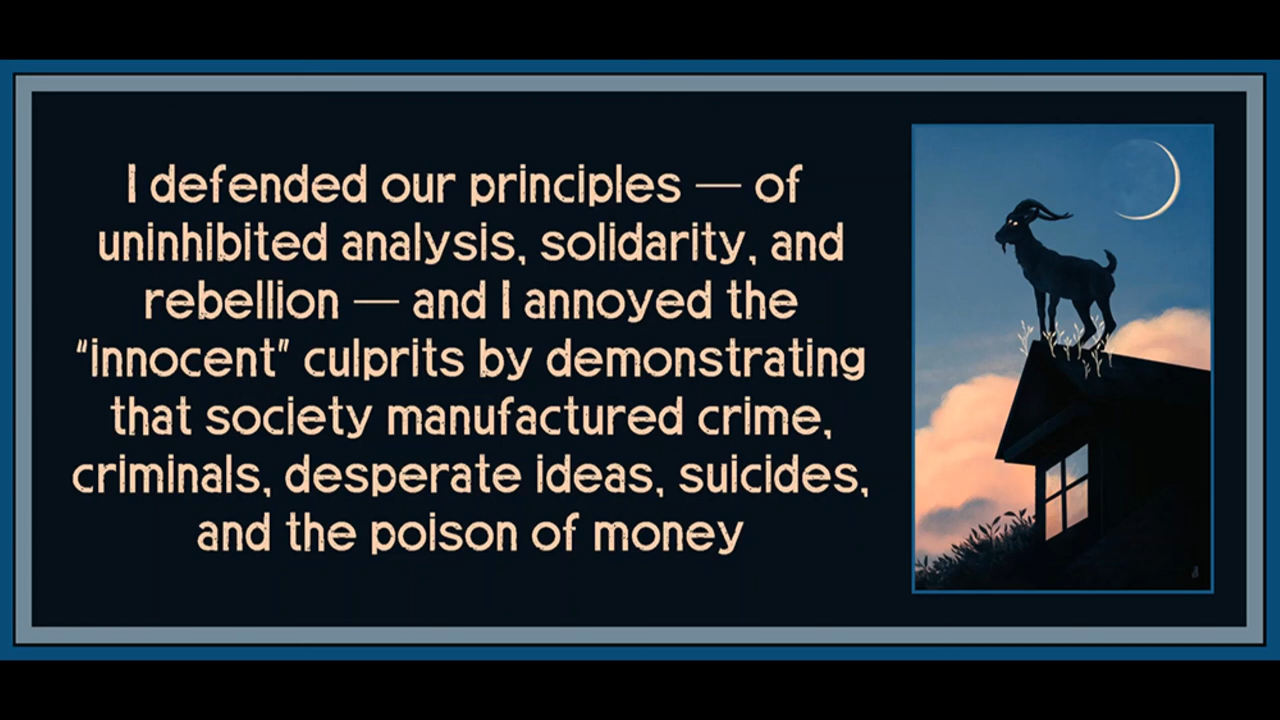 I defended our principles — of
uninhibited analysis, solidarity, and
rebellion — and I annoyed the
“innocent” culprits by demonstrating
that society manufactured crime,
criminals, desperate ideas, suicides,
and the poison of money